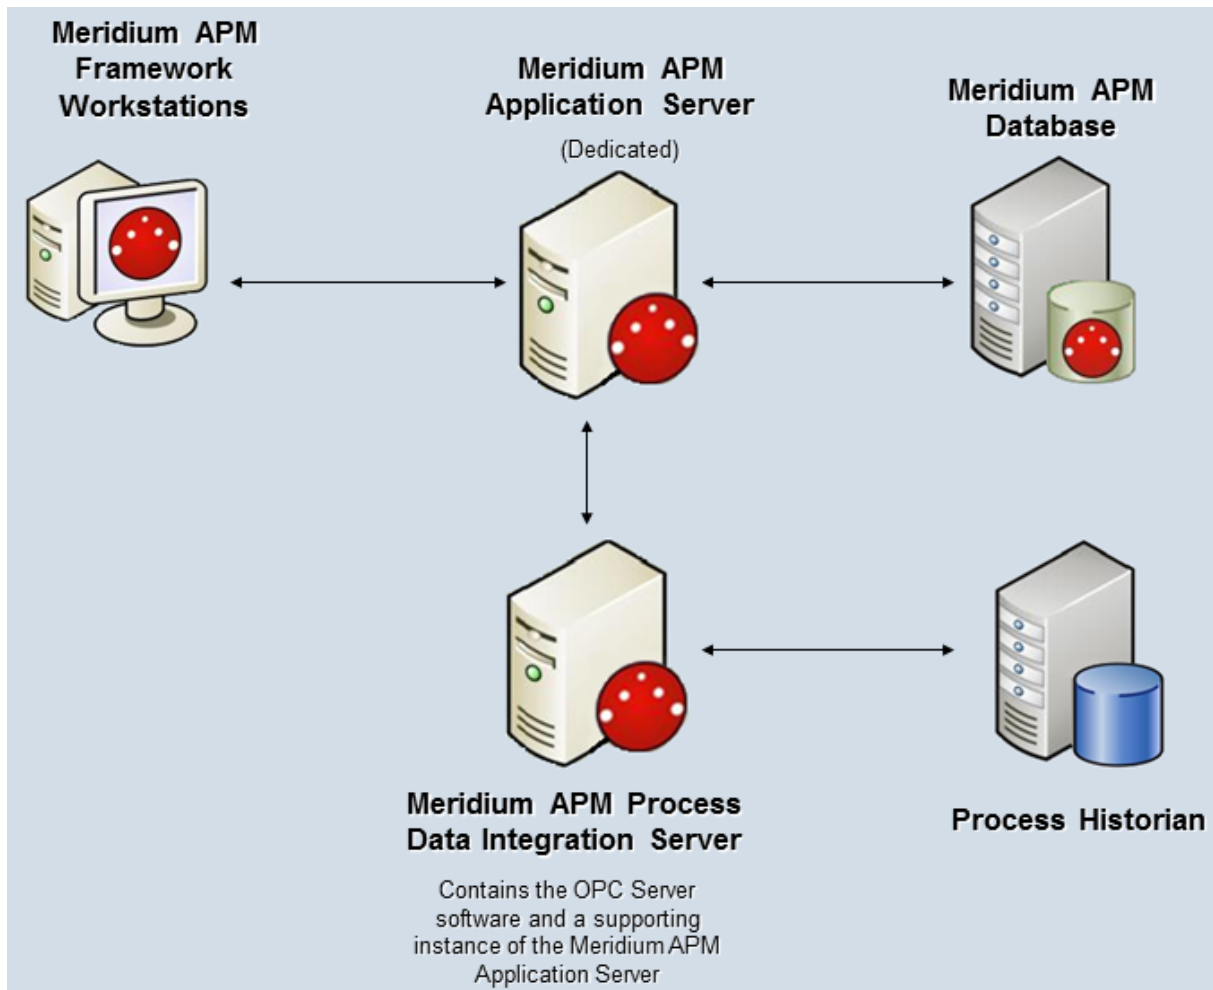 Meridium APM
Framework
Workstations
Meridium APM
Application Server
(Dedicated)
Meridium APM
Database
Meridium APM Process
Data Integration Server
Contains the OPC Server
software and a supporting
instance of the Meridium APM
Application Server
Process Historian